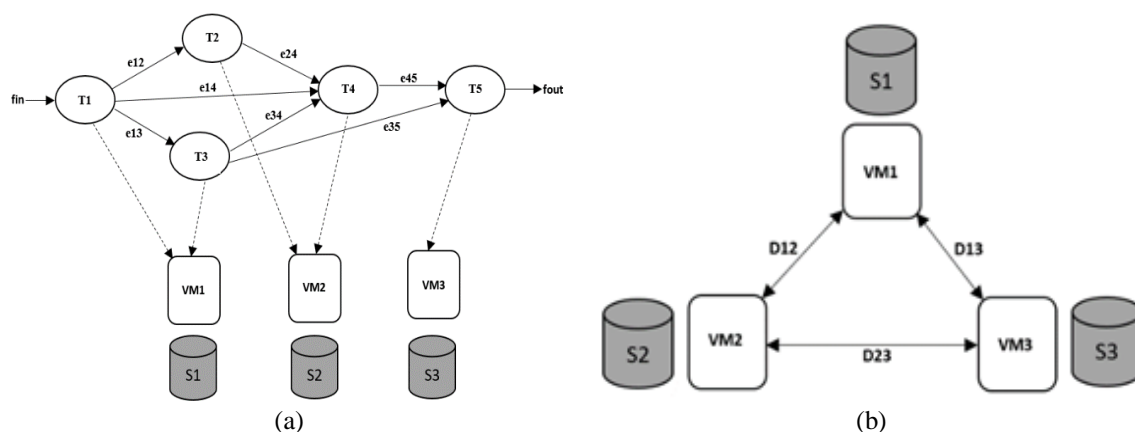 T2
e12
e24
fin
T1
e14
T4
e45
T5
fout
e13
e34
e35
T3
VM1
VM2
VM3
S1
S2
S3
(a)
S1
VM1
D12
D13
S2
VM2
D23
VM3
S3
(b)